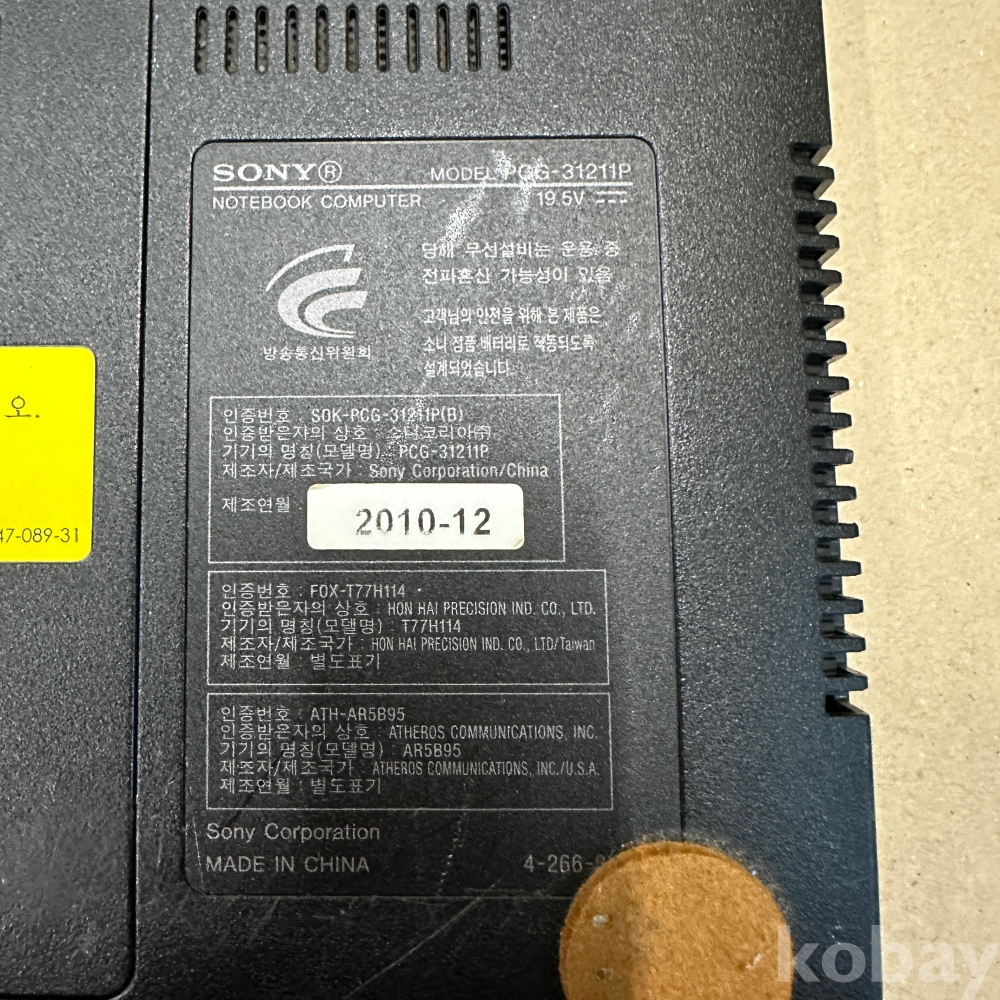 SONY® MODEL PCG-31211P
NOTEBOOK COMPUTER 19.5V
당해 무선설비는 운용 중
전파혼신 가능성이 있음
고객님의 안전을 위해 본 제품은
소니 정품 배터리로 작동되도록
설계되었습니다.
방송통신위원회
인증번호 : SOK-PCG-31211P(B)
인증받은자의 상호 : 소니코리아㈜
기기의 명칭(모델명) : PCG-31211P
제조자/제조국가 : Sony Corporation/China
제조연월 : 2010-12
인증번호 : FOX-T77H114
인증받은자의 상호 : HON HAI PRECISION IND. CO., LTD.
기기의 명칭(모델명) : T77H114
제조자/제조국가 : HON HAI PRECISION IND. CO., LTD/Taiwan
제조연월 : 별도표기
인증번호 : ATH-AR5B95
인증받은자의 상호 : ATHEROS COMMUNICATIONS, INC.
기기의 명칭(모델명) : AR5B95
제조자/제조국가 : ATHEROS COMMUNICATIONS, INC./U.S.A.
제조연월 : 별도표기
Sony Corporation
MADE IN CHINA 4-266-
오.
47-089-31
kobay